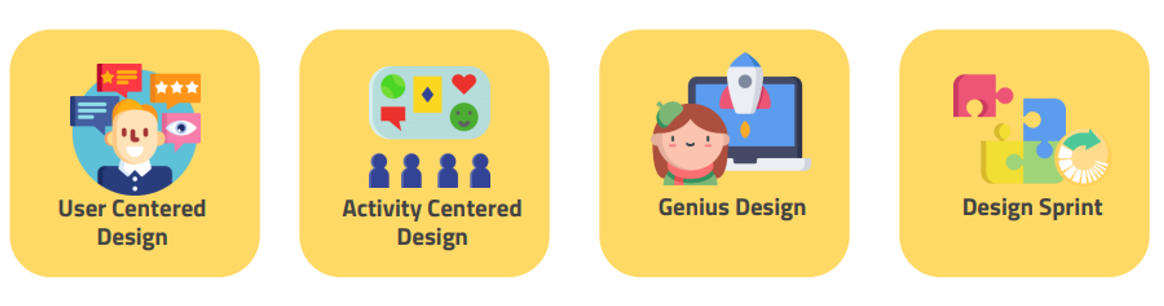 User Centered
Design
Activity Centered
Design
Genius Design
Design Sprint